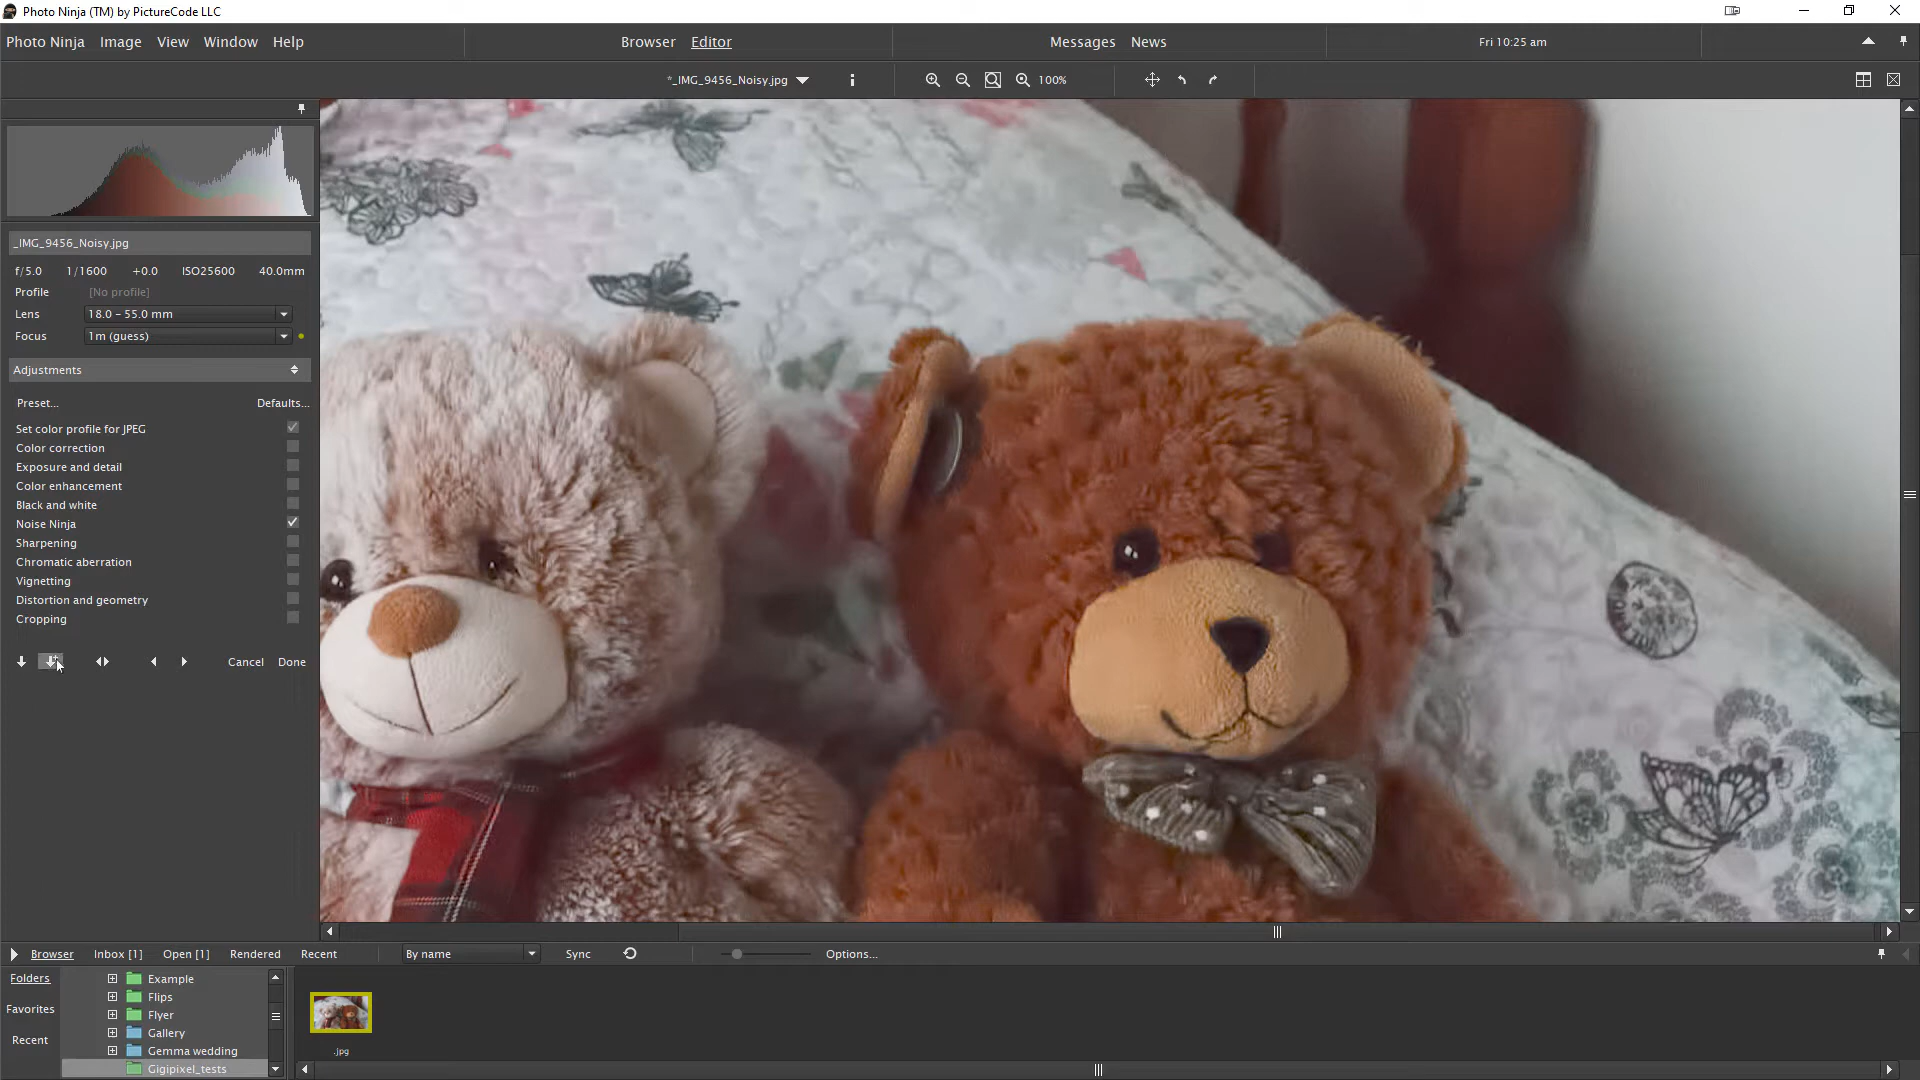 Photo Ninja (TM) by PictureCode LLC
Photo Ninja Image View Window Help Browser Editor Messages News Fri 10:25 am
*_IMG_9456_Noisy.jpg i 100%
_IMG_9456_Noisy.jpg
f/5.0 1/1600 +0.0 ISO25600 40.0mm
Profile [No profile]
Lens 18.0 – 55.0 mm
Focus 1m (guess)
Adjustments
Preset... Defaults...
Set color profile for JPEG
Color correction
Exposure and detail
Color enhancement
Black and white
Noise Ninja
Sharpening
Chromatic aberration
Vignetting
Distortion and geometry
Cropping
Cancel Done
Browser Inbox [1] Open [1] Rendered Recent By name Sync Options...
Folders
Favorites
Recent
Example
Flips
Flyer
Gallery
Gemma wedding
Gigipixel_tests
.jpg